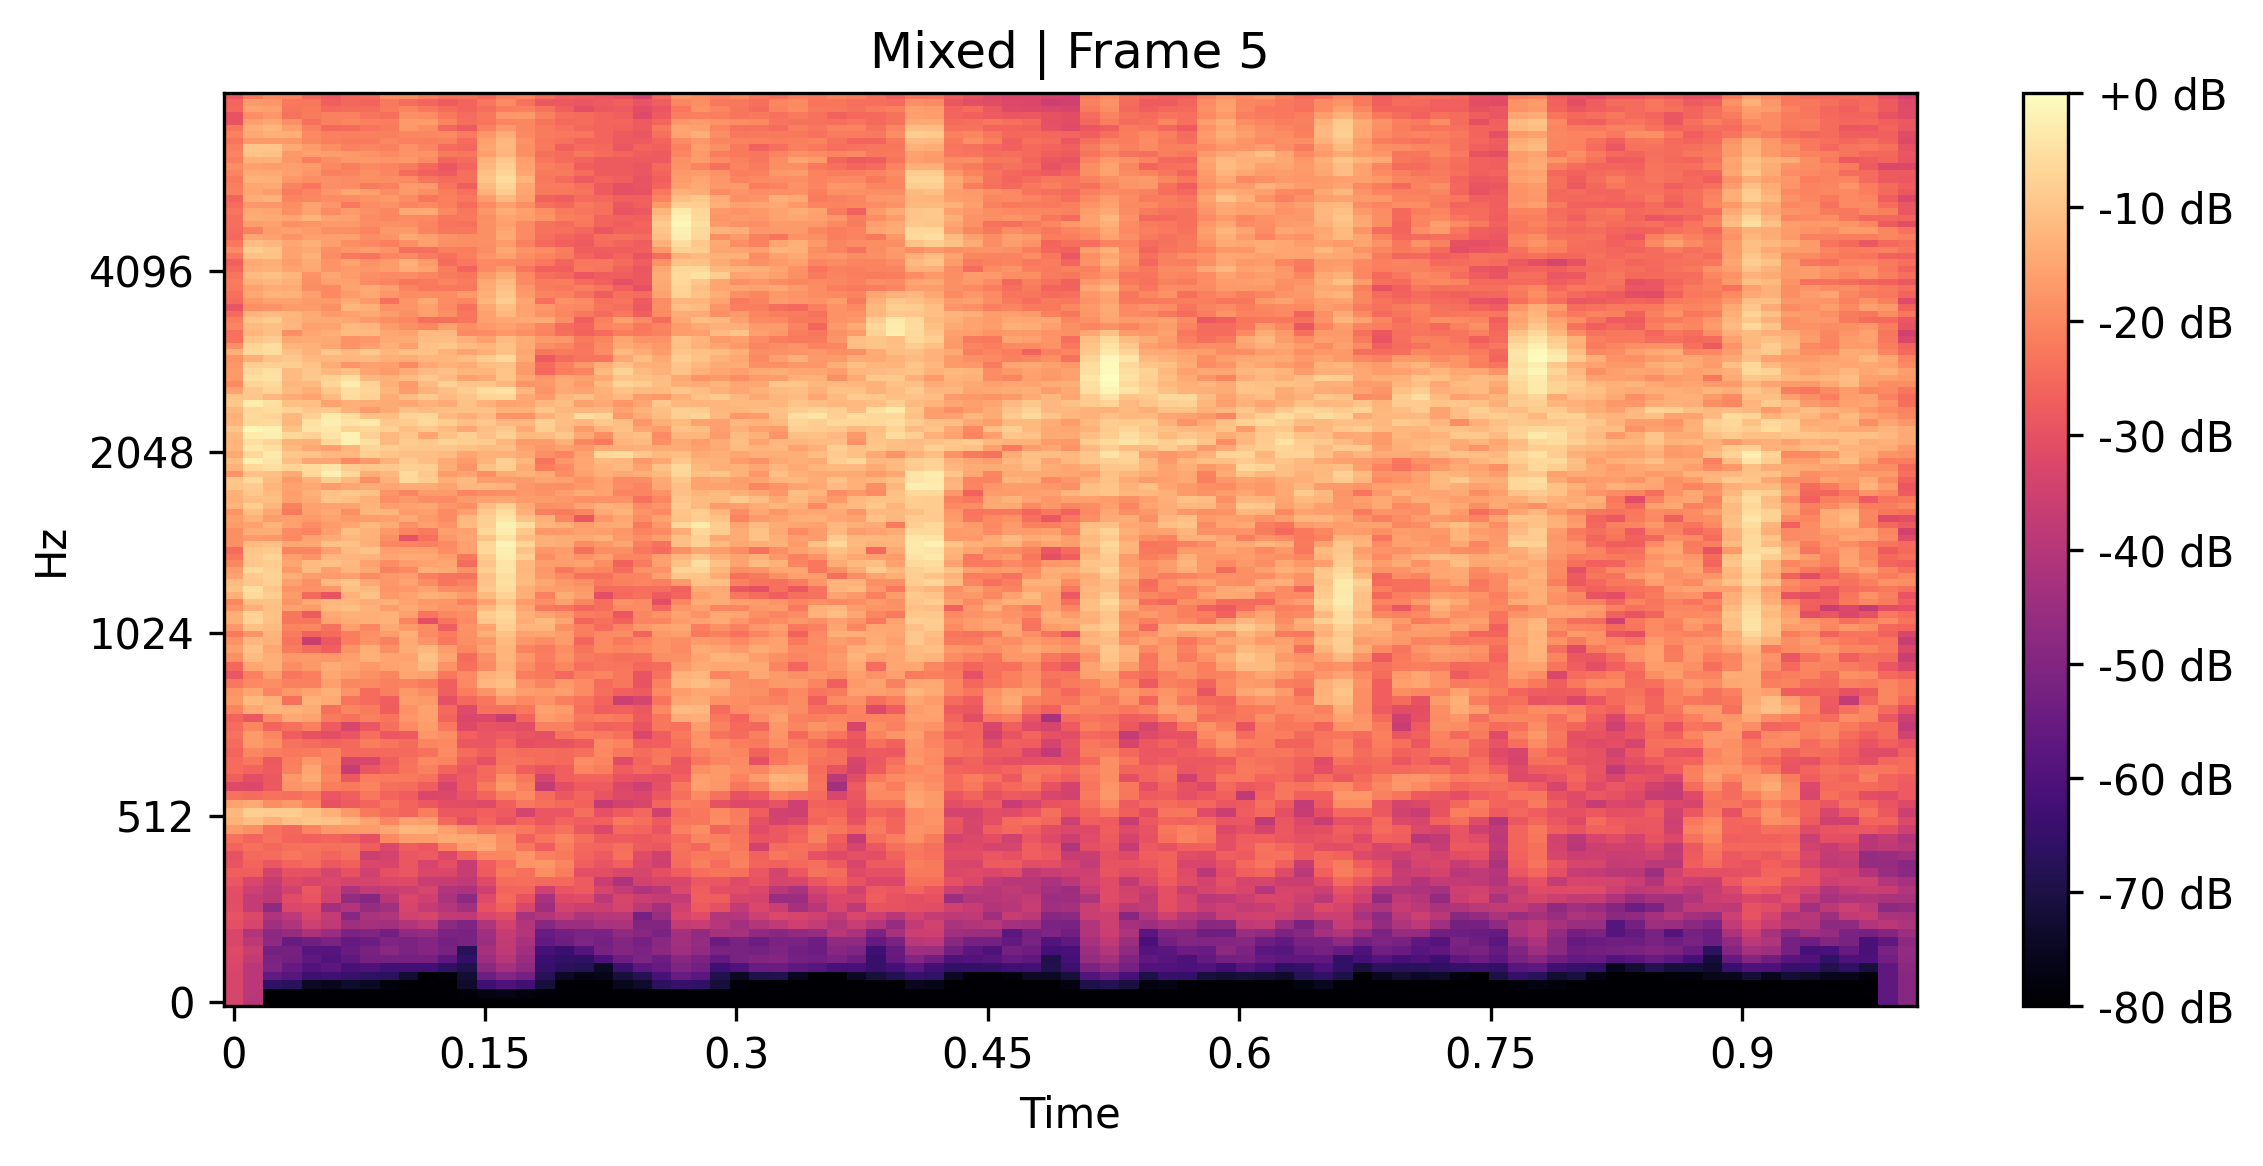 Mixed | Frame 5
Hz
4096
2048
1024
512
0
0 0.15 0.3 0.45 0.6 0.75 0.9
Time
+0 dB
-10 dB
-20 dB
-30 dB
-40 dB
-50 dB
-60 dB
-70 dB
-80 dB